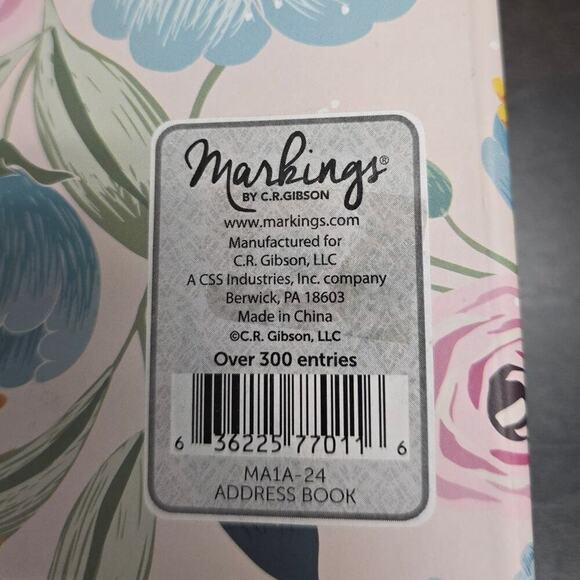 Markings®
BY C.R.GIBSON
www.markings.com
Manufactured for
C.R. Gibson, LLC
A CSS Industries, Inc. company
Berwick, PA 18603
Made in China
©C.R. Gibson, LLC
Over 300 entries
6 36225 77011 6
MA1A-24
ADDRESS BOOK